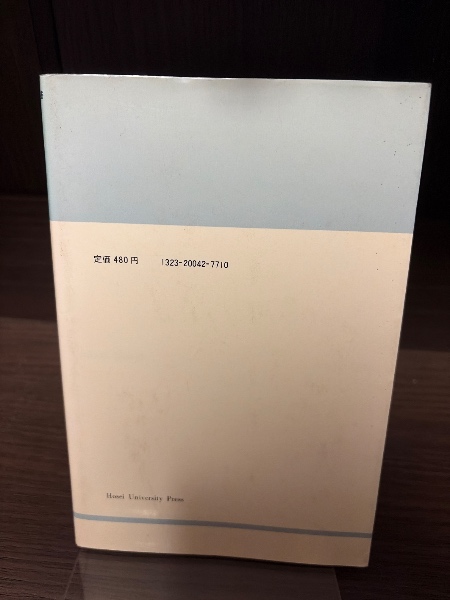 定価 480 円 1323-20042-7710
Hosei University Press